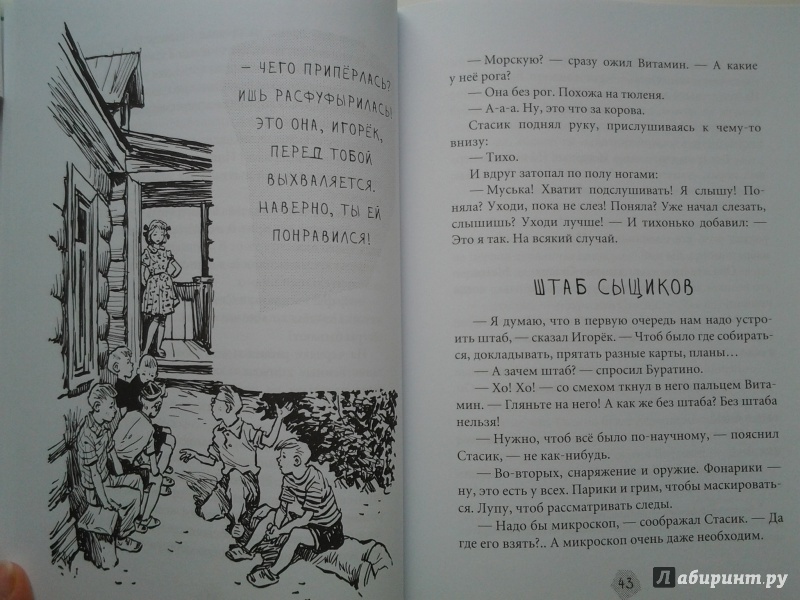 – ЧЕГО ПРИПЁРЛАСЬ?
ИШЬ РАСФУФЫРИЛАСЬ!
ЭТО ОНА, ИГОРЁК,
ПЕРЕД ТОБОЙ
ВЫХВАЛЯЕТСЯ.
НАВЕРНО, ТЫ ЕЙ
ПОНРАВИЛСЯ!
— Морскую? — сразу ожил Витамин. — А какие
у неё рога?
— Она без рог. Похожа на тюленя.
— А-а-а. Ну, это что за корова.
Стасик поднял руку, прислушиваясь к чему-то
внизу:
— Тихо.
И вдруг затопал по полу ногами:
— Муська! Хватит подслушивать! Я слышу! По-
няла? Уходи, пока не слез! Поняла? Уже начал слезать,
слышишь? Уходи лучше! — И тихонько добавил: —
Это я так. На всякий случай.
ШТАБ СЫЩИКОВ
— Я думаю, что в первую очередь нам надо устро-
ить штаб, — сказал Игорёк. — Чтоб было где собирать-
ся, докладывать, прятать разные карты, планы…
— А зачем штаб? — спросил Буратино.
— Хо! Хо! — со смехом ткнул в него пальцем Вита-
мин. — Гляньте на него! А как же без штаба? Без штаба
нельзя!
— Нужно, чтоб всё было по-научному, — пояснил
Стасик, — не как-нибудь.
— Во-вторых, снаряжение и оружие. Фонарики —
ну, это есть у всех. Парики и грим, чтобы маскировать-
ся. Лупу, чтоб рассматривать следы.
— Надо бы микроскоп, — соображал Стасик. — Да
где его взять?.. А микроскоп очень даже необходим.
43
Лабиринт.ру